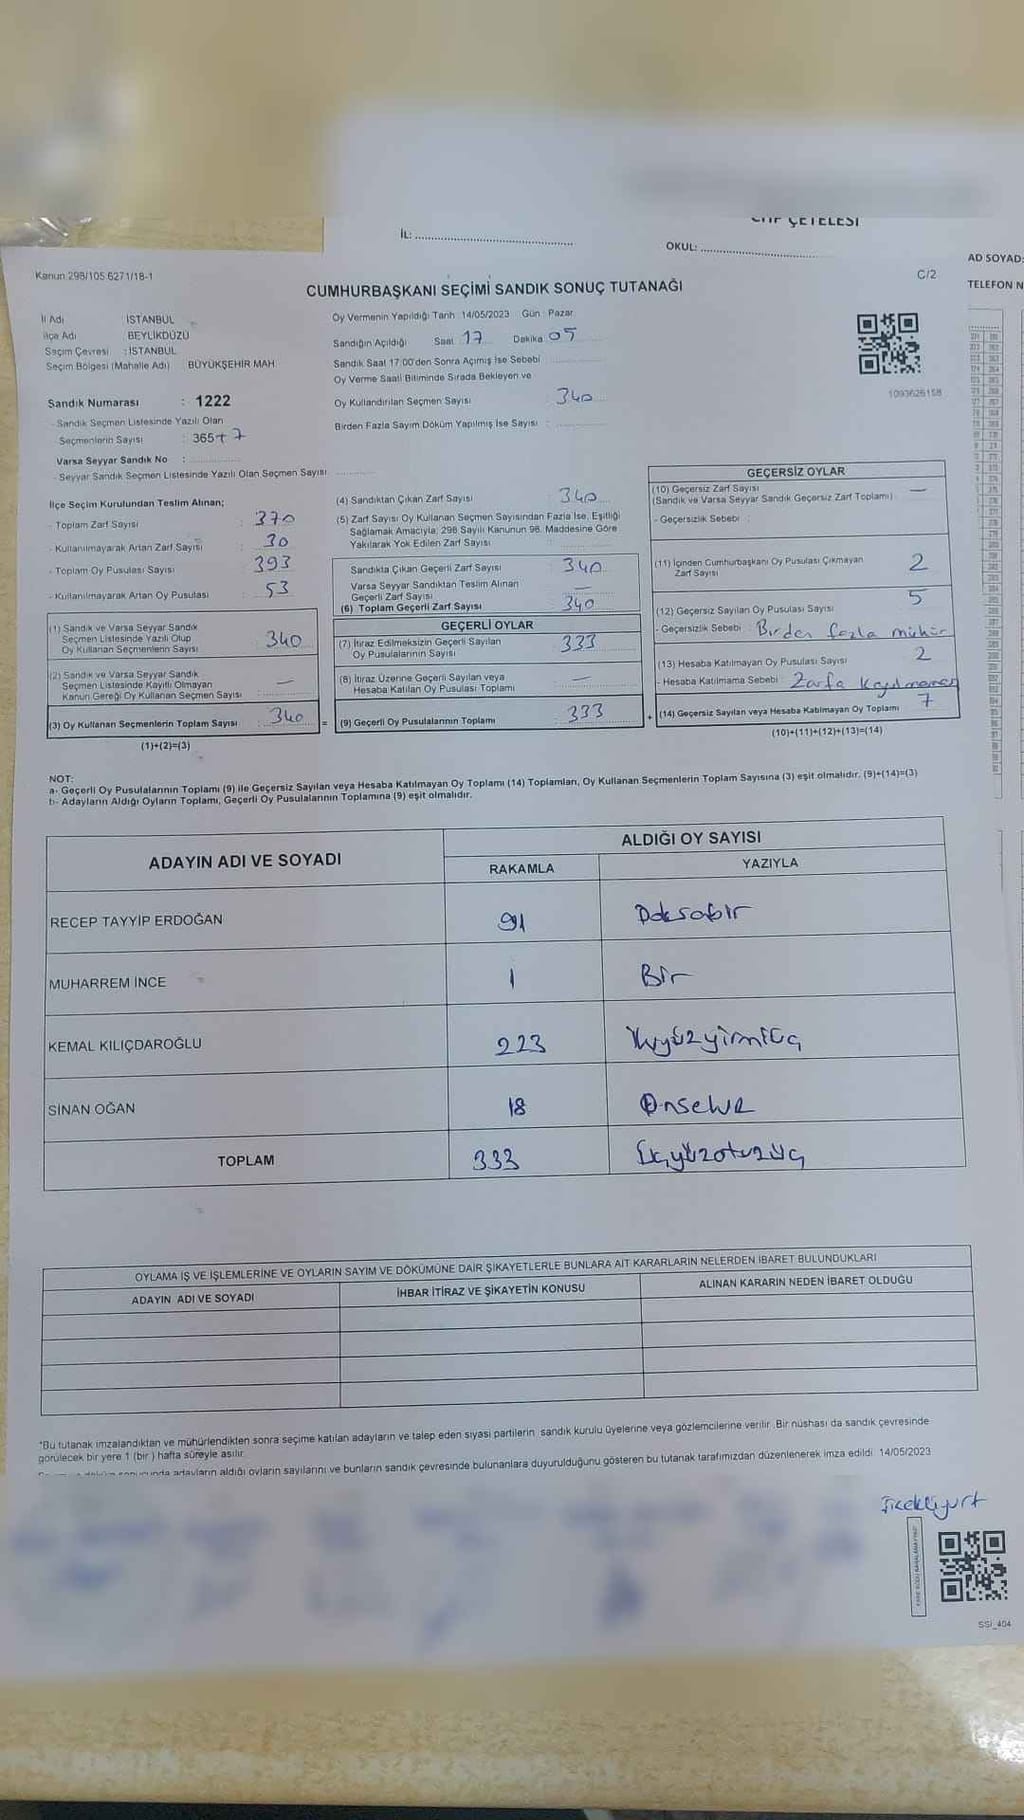 CHP ÇETELESİ
İL: ........................
OKUL: ........................
AD SOYAD:
TELEFON N
Kanun 298/105.6271/18-1
C/2
CUMHURBAŞKANI SEÇİMİ SANDIK SONUÇ TUTANAĞI
İl Adı İSTANBUL
İlçe Adı BEYLİKDÜZÜ
Seçim Çevresi : İSTANBUL
Seçim Bölgesi (Mahalle Adı) BÜYÜKŞEHİR MAH
Sandık Numarası : 1222
- Sandık Seçmen Listesinde Yazılı Olan
Seçmenlerin Sayısı : 365+7
Varsa Seyyar Sandık No :
- Seyyar Sandık Seçmen Listesinde Yazılı Olan Seçmen Sayısı
Oy Vermenin Yapıldığı Tarih 14/05/2023 Gün : Pazar
Sandığın Açıldığı Saat 17 Dakika 05
Sandık Saat 17:00'den Sonra Açımış İse Sebebi
Oy Verme Saati Bitiminde Sırada Bekleyen ve
Oy Kullandırılan Seçmen Sayısı : 340
Birden Fazla Sayım Döküm Yapılmış İse Sayısı :
1093626158
İlçe Seçim Kurulundan Teslim Alınan;
- Toplam Zarf Sayısı : 370
- Kullanılmayarak Artan Zarf Sayısı : 30
- Toplam Oy Pusulası Sayısı : 393
- Kullanılmayarak Artan Oy Pusulası : 53
(1) Sandık ve Varsa Seyyar Sandık
Seçmen Listesinde Yazılı Olup
Oy Kullanan Seçmenlerin Sayısı : 340
(2) Sandık ve Varsa Seyyar Sandık
Seçmen Listesinde Kayıtlı Olmayan
Kanun Gereği Oy Kullanan Seçmen Sayısı : —
(3) Oy Kullanan Seçmenlerin Toplam Sayısı : 340
(1)+(2)=(3)
(4) Sandıktan Çıkan Zarf Sayısı : 340
(5) Zarf Sayısı Oy Kullanan Seçmen Sayısından Fazla İse, Eşitliği
Sağlamak Amacıyla; 298 Sayılı Kanunun 98. Maddesine Göre
Yakılarak Yok Edilen Zarf Sayısı
Sandıkta Çıkan Geçerli Zarf Sayısı : 340
Varsa Seyyar Sandıktan Teslim Alınan
Geçerli Zarf Sayısı : —
(6) Toplam Geçerli Zarf Sayısı : 340
GEÇERLİ OYLAR
(7) İtiraz Edilmeksizin Geçerli Sayılan
Oy Pusulalarının Sayısı : 333
(8) İtiraz Üzerine Geçerli Sayılan veya
Hesaba Katılan Oy Pusulası Toplamı : —
= (9) Geçerli Oy Pusulalarının Toplamı : 333
GEÇERSİZ OYLAR
(10) Geçersiz Zarf Sayısı
(Sandık ve Varsa Seyyar Sandık Geçersiz Zarf Toplamı) —
- Geçersizlik Sebebi :
(11) İçinden Cumhurbaşkanı Oy Pusulası Çıkmayan
Zarf Sayısı 2
(12) Geçersiz Sayılan Oy Pusulası Sayısı 5
- Geçersizlik Sebebi : Birden fazla mühür
(13) Hesaba Katılmayan Oy Pusulası Sayısı 2
- Hesaba Katılmama Sebebi : Zarfa
+ (14) Geçersiz Sayılan veya Hesaba Katılmayan Oy Toplamı 7
(10)+(11)+(12)+(13)=(14)
NOT:
a- Geçerli Oy Pusulalarının Toplamı (9) ile Geçersiz Sayılan veya Hesaba Katılmayan Oy Toplamı (14) Toplamları, Oy Kullanan Seçmenlerin Toplam Sayısına (3) eşit olmalıdır. (9)+(14)=(3)
b- Adayların Aldığı Oyların Toplamı, Geçerli Oy Pusulalarının Toplamına (9) eşit olmalıdır.
ADAYIN ADI VE SOYADI
ALDIĞI OY SAYISI
RAKAMLA YAZIYLA
RECEP TAYYİP ERDOĞAN 91 Doksabir
MUHARREM İNCE 1 Bir
KEMAL KILIÇDAROĞLU 223 İkiyüzyirmiüç
SİNAN OĞAN 18 Onsekiz
TOPLAM 333 Üçyüzotuzüç
OYLAMA İŞ VE İŞLEMLERİNE VE OYLARIN SAYIM VE DÖKÜMÜNE DAİR ŞİKAYETLERLE BUNLARA AİT KARARLARIN NELERDEN İBARET BULUNDUKLARI
ADAYIN ADI VE SOYADI İHBAR İTİRAZ VE ŞİKAYETİN KONUSU ALINAN KARARIN NEDEN İBARET OLDUĞU
*Bu tutanak imzalandıktan ve mühürlendikten sonra seçime katılan adayların ve talep eden siyasi partilerin sandık kurulu üyelerine veya gözlemcilerine verilir. Bir nüshası da sandık çevresinde
görülecek bir yere 1 (bir) hafta süreyle asılır.
sonucunda adayların aldığı oyların sayılarını ve bunların sandık çevresinde bulunanlara duyurulduğunu gösteren bu tutanak tarafımızdan düzenlenerek imza edildi 14/05/2023
SSI_404